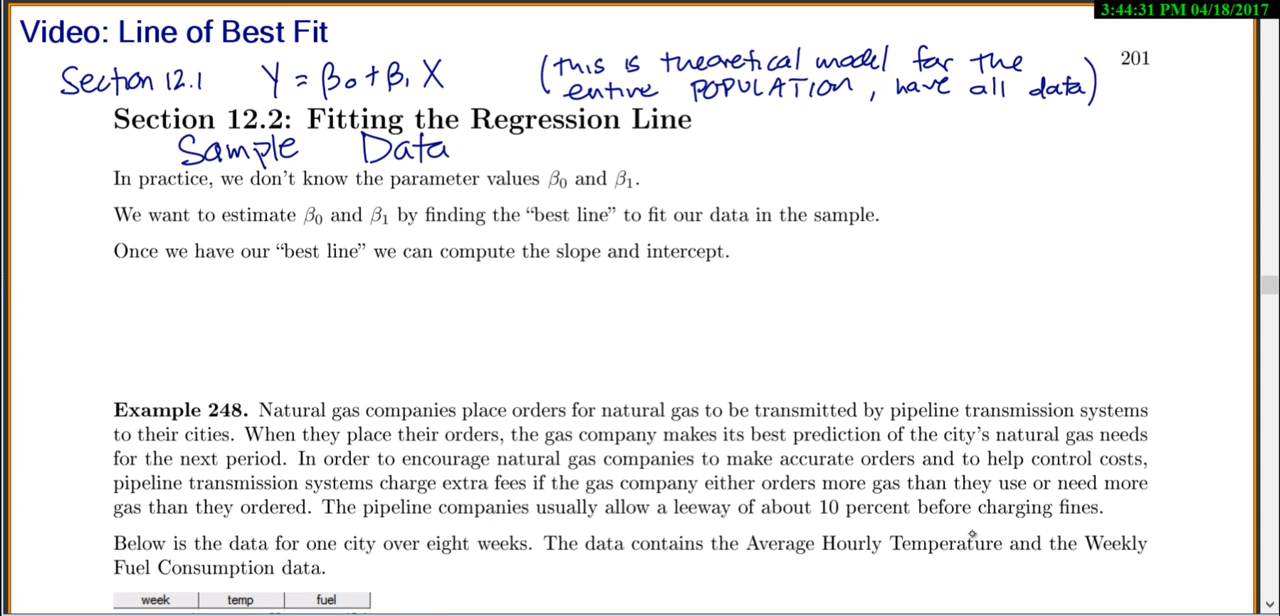 3:44:31 PM 04/18/2017
Video: Line of Best Fit
201
Section 12.1 Y = β₀ + β₁ X (this is theoretical model for the
entire POPULATION, have all data)
Section 12.2: Fitting the Regression Line
Sample Data
In practice, we don't know the parameter values β₀ and β₁.
We want to estimate β₀ and β₁ by finding the "best line" to fit our data in the sample.
Once we have our "best line" we can compute the slope and intercept.
Example 248. Natural gas companies place orders for natural gas to be transmitted by pipeline transmission systems
to their cities. When they place their orders, the gas company makes its best prediction of the city's natural gas needs
for the next period. In order to encourage natural gas companies to make accurate orders and to help control costs,
pipeline transmission systems charge extra fees if the gas company either orders more gas than they use or need more
gas than they ordered. The pipeline companies usually allow a leeway of about 10 percent before charging fines.
Below is the data for one city over eight weeks. The data contains the Average Hourly Temperature and the Weekly
Fuel Consumption data.
week temp fuel